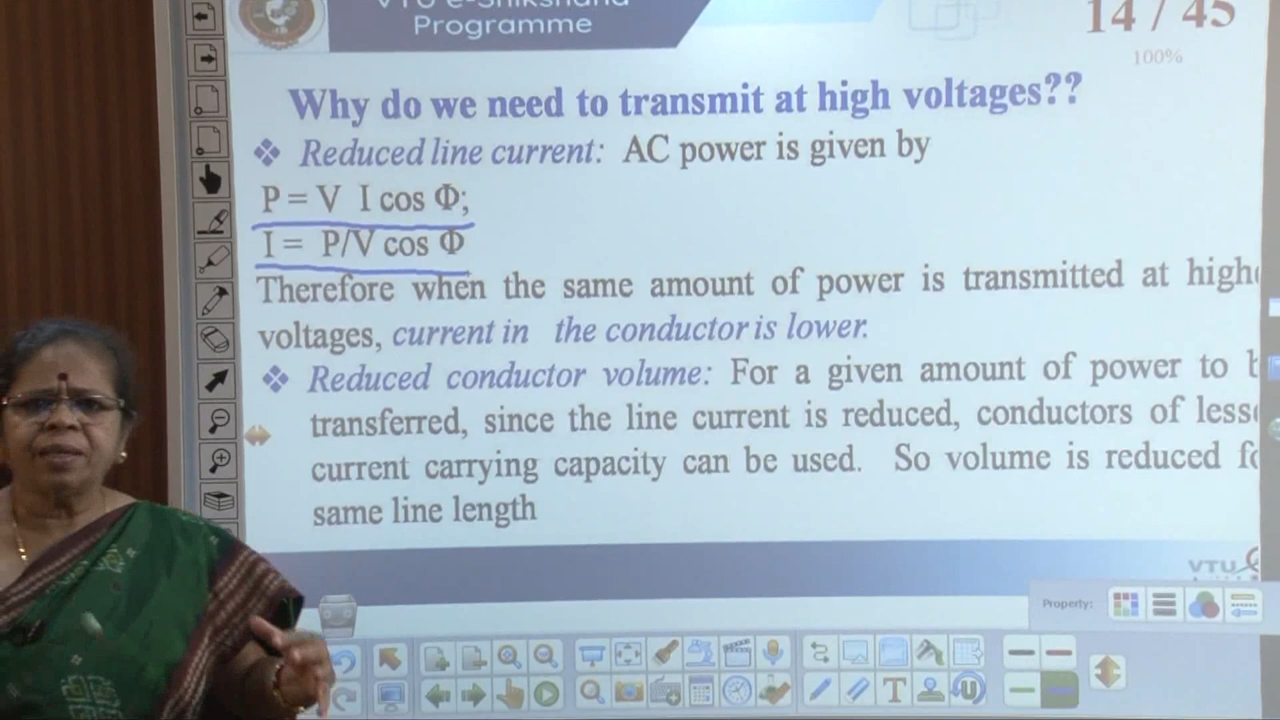 Programme
14 / 45
100%
Why do we need to transmit at high voltages??
❖ Reduced line current: AC power is given by
P = V I cos Φ;
I = P/V cos Φ
Therefore when the same amount of power is transmitted at
voltages, current in the conductor is lower.
❖ Reduced conductor volume: For a given amount of power to
transferred, since the line current is reduced, conductors of
current carrying capacity can be used. So volume is reduced
same line length
VTU
Property:
T